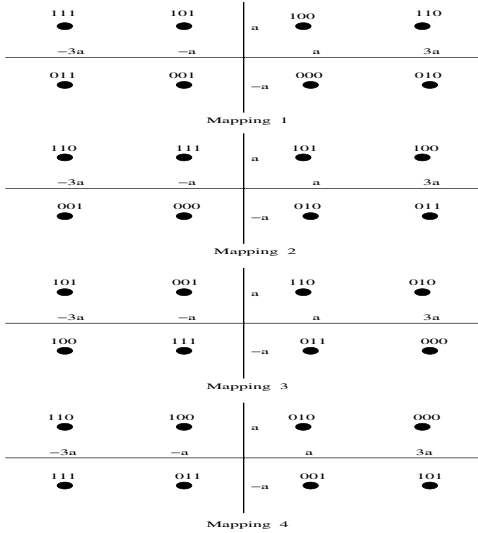 111 101 100 110
a
−3a −a a 3a
011 001 000 010
−a
Mapping 1
110 111 101 100
a
−3a −a a 3a
001 000 010 011
−a
Mapping 2
101 001 110 010
a
−3a −a a 3a
100 111 011 000
−a
Mapping 3
110 100 010 000
a
−3a −a a 3a
111 011 001 101
−a
Mapping 4